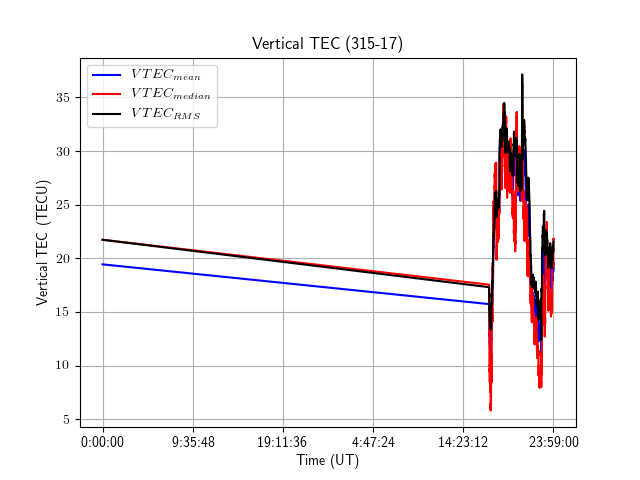 Vertical TEC (315-17)
VTEC_mean
VTEC_median
VTEC_RMS
Vertical TEC (TECU)
35
30
25
20
15
10
5
0:00:00 9:35:48 19:11:36 4:47:24 14:23:12 23:59:00
Time (UT)